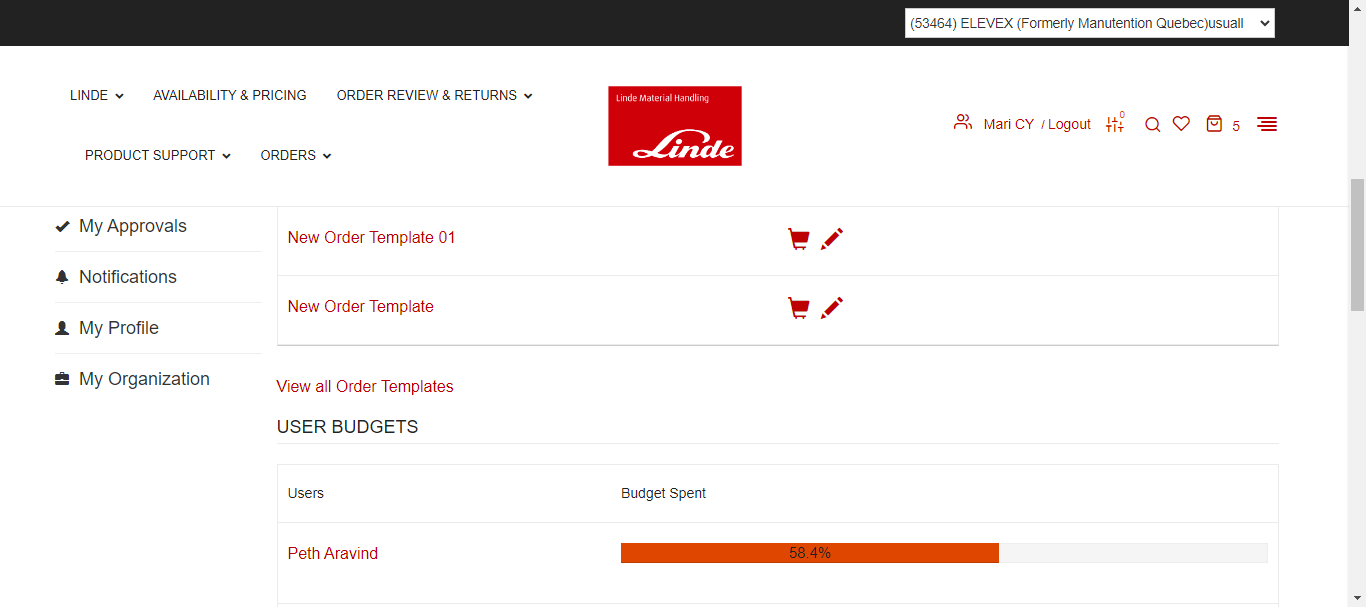 (53464) ELEVEX (Formerly Manutention Quebec)usuall
LINDE
AVAILABILITY & PRICING
ORDER REVIEW & RETURNS
Linde Material Handling
Linde
Mari CY / Logout
0
5
PRODUCT SUPPORT
ORDERS
My Approvals
Notifications
My Profile
My Organization
New Order Template 01
New Order Template
View all Order Templates
USER BUDGETS
Users
Budget Spent
Peth Aravind
58.4%